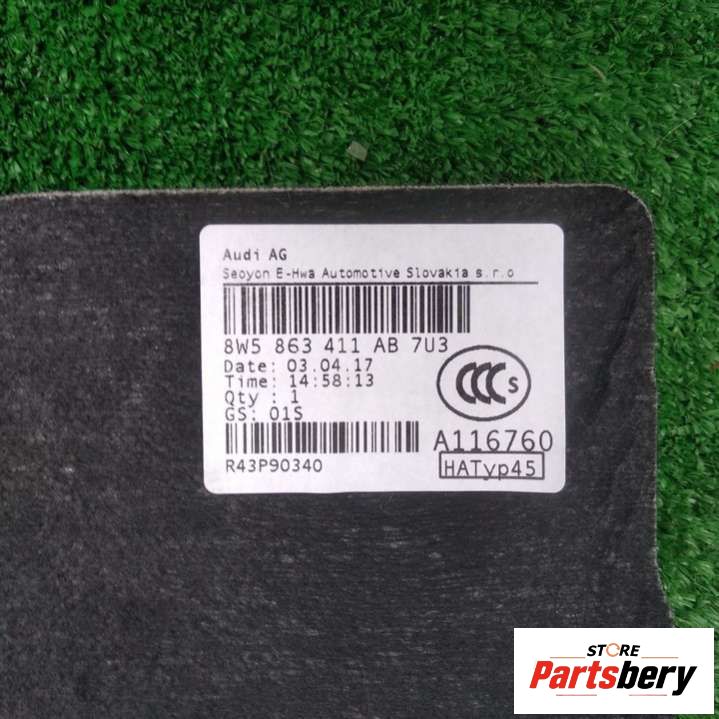 Audi AG
Seoyon E-Hwa Automotive Slovakia s.r.o
8W5 863 411 AB 7U3
Date: 03.04.17
Time: 14:58:13
Qty : 1
GS: 01S
CCC S
A116760
R43P90340
HATyp45
STORE
Partsbery